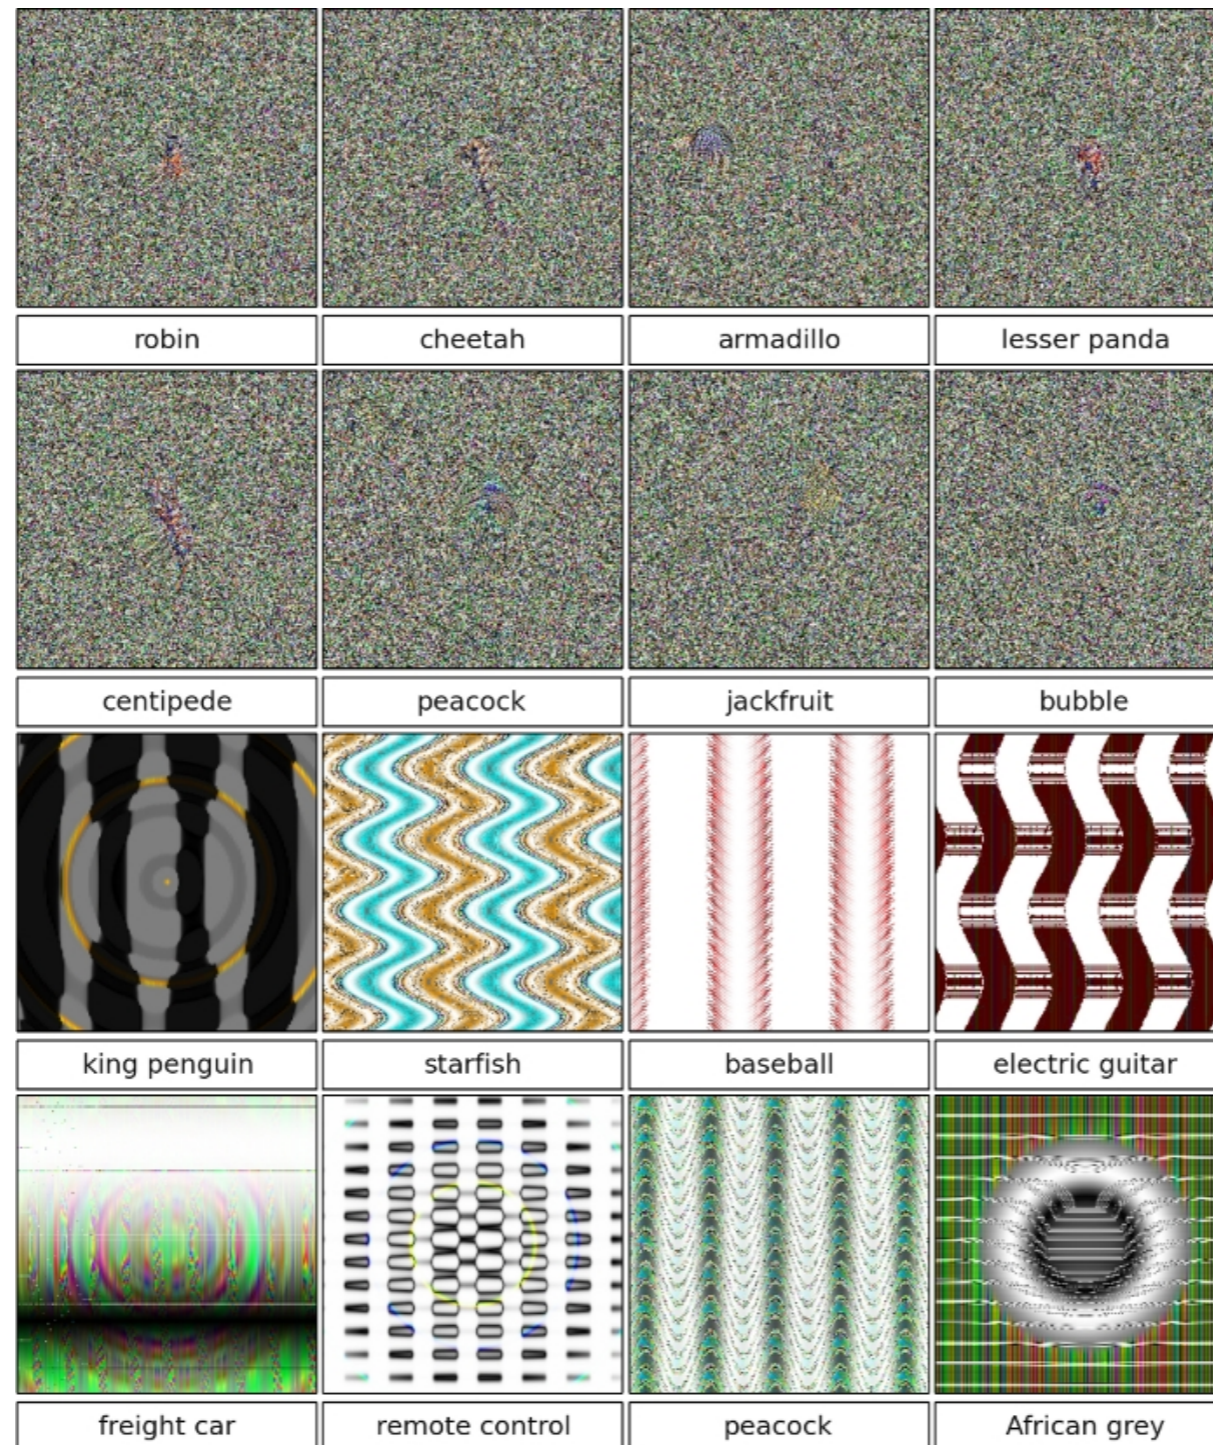 robin cheetah armadillo lesser panda
centipede peacock jackfruit bubble
king penguin starfish baseball electric guitar
freight car remote control peacock African grey